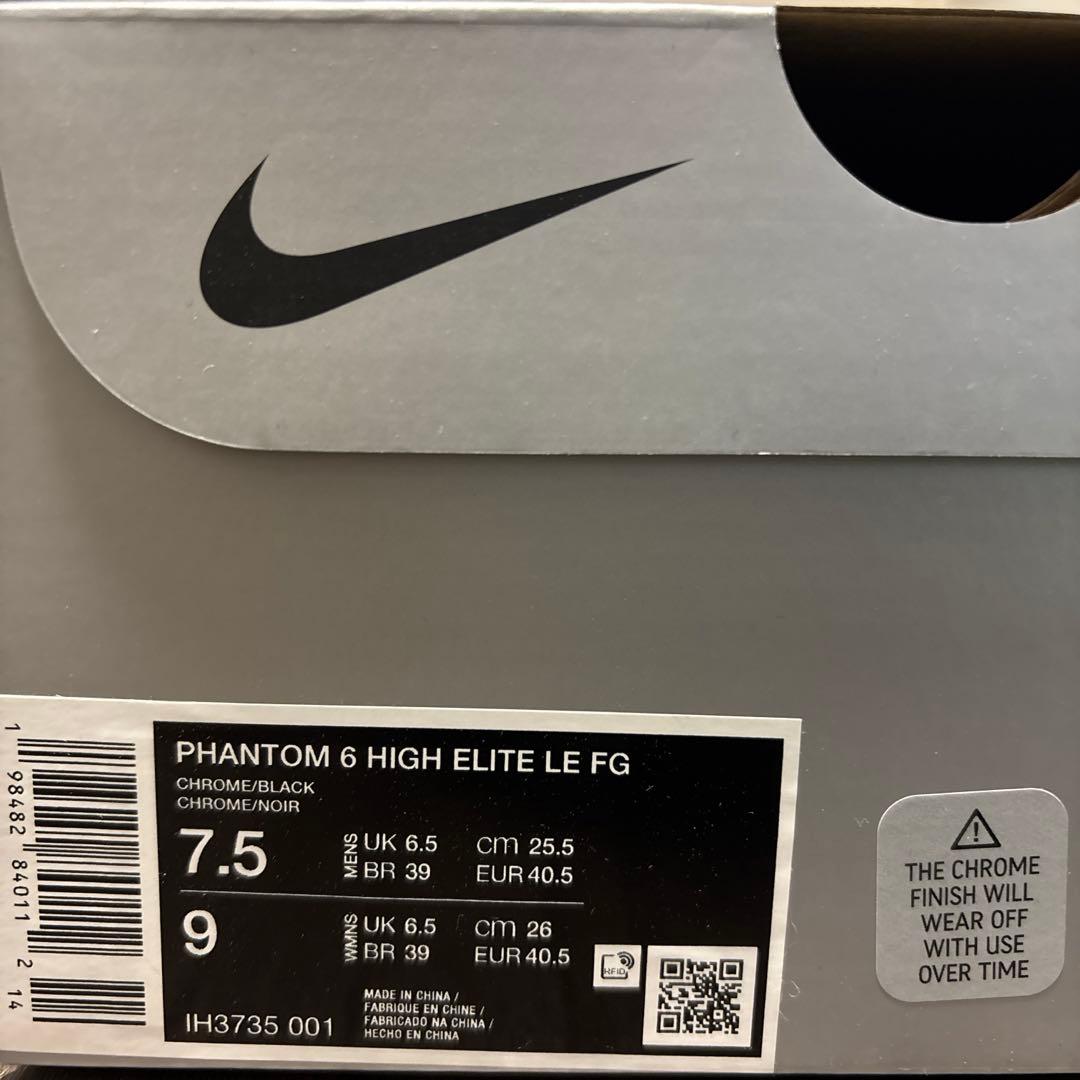 PHANTOM 6 HIGH ELITE LE FG
CHROME/BLACK
CHROME/NOIR
7.5 MENS UK 6.5 cm 25.5
BR 39 EUR 40.5
9 WMNS UK 6.5 cm 26
BR 39 EUR 40.5
IH3735 001
MADE IN CHINA /
FABRIQUE EN CHINE /
FABRICADO NA CHINA /
HECHO EN CHINA
RFID
1 98482 84011 2 14
THE CHROME
FINISH WILL
WEAR OFF
WITH USE
OVER TIME